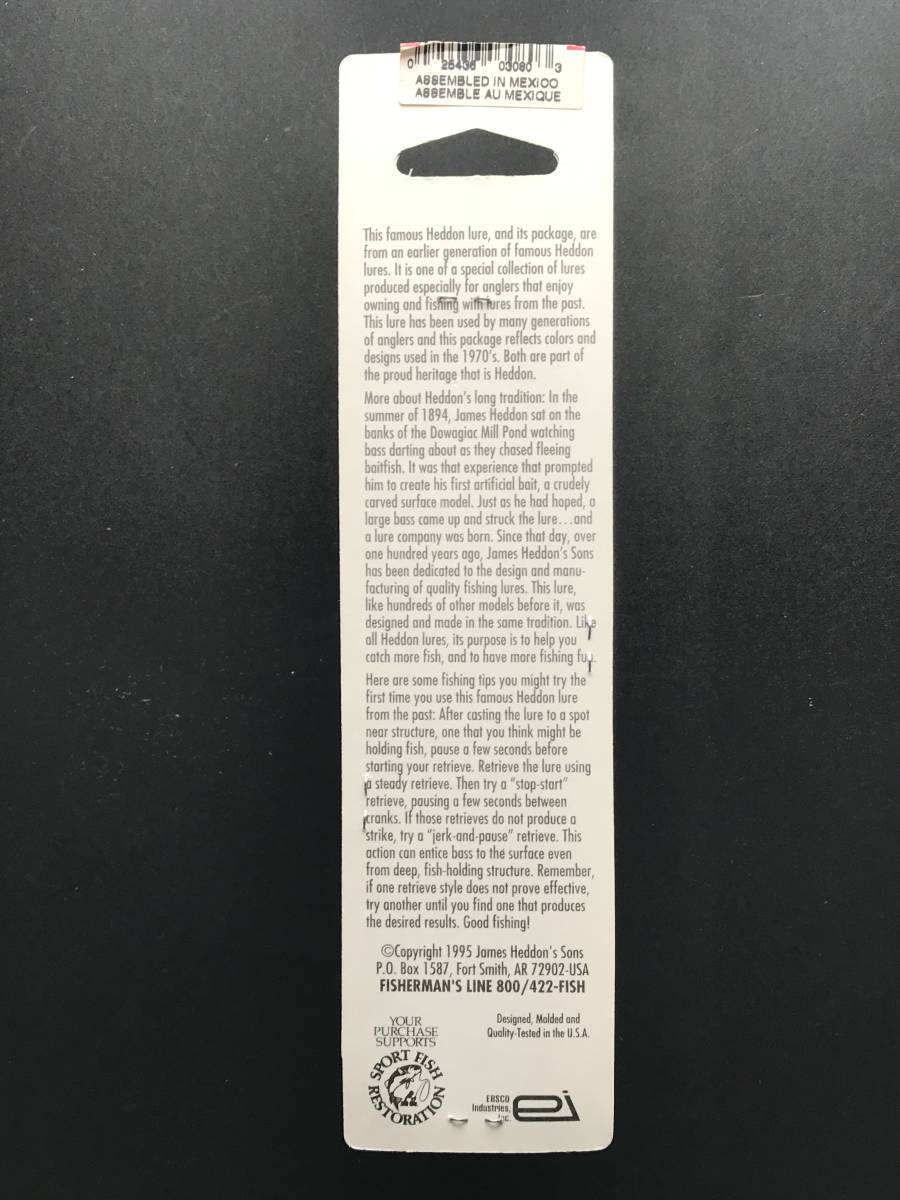 0 25436 03080 3
ASSEMBLED IN MEXICO
ASSEMBLE AU MEXIQUE
This famous Heddon lure, and its package, are
from an earlier generation of famous Heddon
lures. It is one of a special collection of lures
produced especially for anglers that enjoy
owning and fishing with lures from the past.
This lure has been used by many generations
of anglers and this package reflects colors and
designs used in the 1970's. Both are part of
the proud heritage that is Heddon.
More about Heddon's long tradition: In the
summer of 1894, James Heddon sat on the
banks of the Dowagiac Mill Pond watching
bass darting about as they chased fleeing
baitfish. It was that experience that prompted
him to create his first artificial bait, a crudely
carved surface model. Just as he had hoped, a
large bass came up and struck the lure...and
a lure company was born. Since that day, over
one hundred years ago, James Heddon's Sons
has been dedicated to the design and manu-
facturing of quality fishing lures. This lure,
like hundreds of other models before it, was
designed and made in the same tradition. Like
all Heddon lures, its purpose is to help you
catch more fish, and to have more fishing fun.
Here are some fishing tips you might try the
first time you use this famous Heddon lure
from the past: After casting the lure to a spot
near structure, one that you think might be
holding fish, pause a few seconds before
starting your retrieve. Retrieve the lure using
a steady retrieve. Then try a "stop-start"
retrieve, pausing a few seconds between
cranks. If those retrieves do not produce a
strike, try a "jerk-and-pause" retrieve. This
action can entice bass to the surface even
from deep, fish-holding structure. Remember,
if one retrieve style does not prove effective,
try another until you find one that produces
the desired results. Good fishing!
©Copyright 1995 James Heddon's Sons
P.O. Box 1587, Fort Smith, AR 72902-USA
FISHERMAN'S LINE 800/422-FISH
YOUR
PURCHASE
SUPPORTS
SPORT FISH
RESTORATION
Designed, Molded and
Quality-Tested in the U.S.A.
EBSCO
Industries,
Inc.
ei